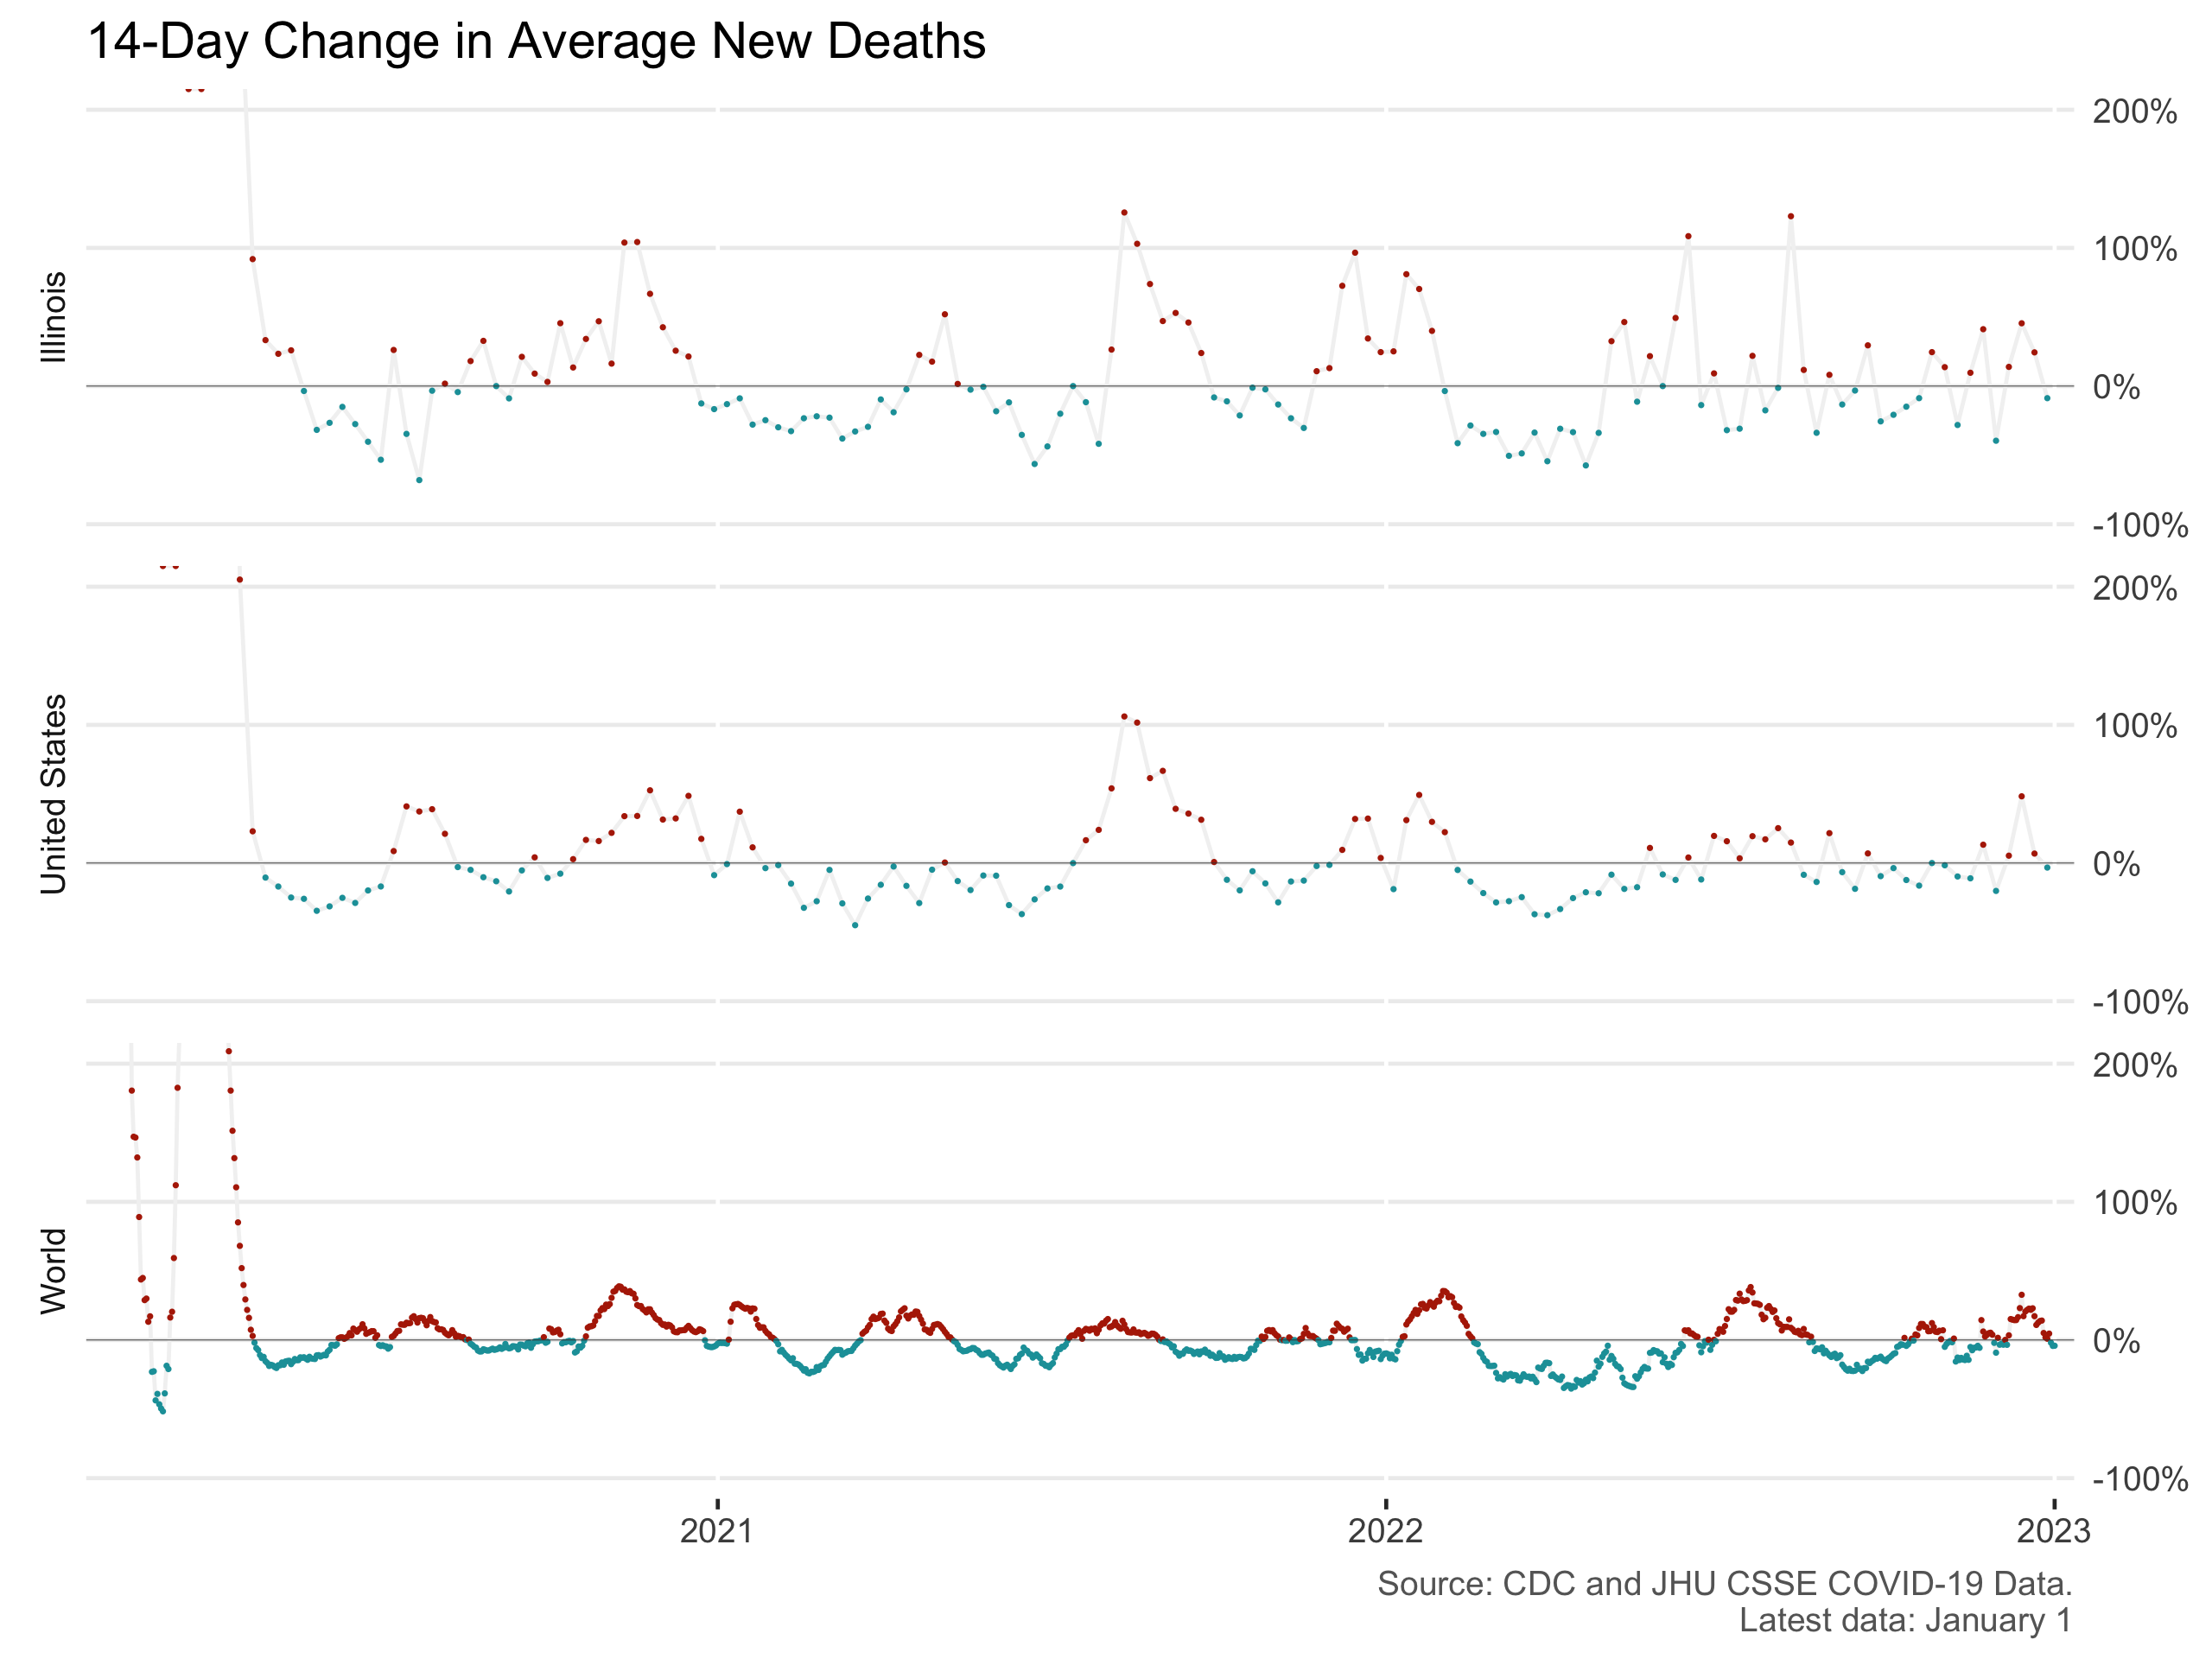 14-Day Change in Average New Deaths
Illinois
200%
100%
0%
-100%
United States
200%
100%
0%
-100%
World
200%
100%
0%
-100%
2021
2022
2023
Source: CDC and JHU CSSE COVID-19 Data.
Latest data: January 1